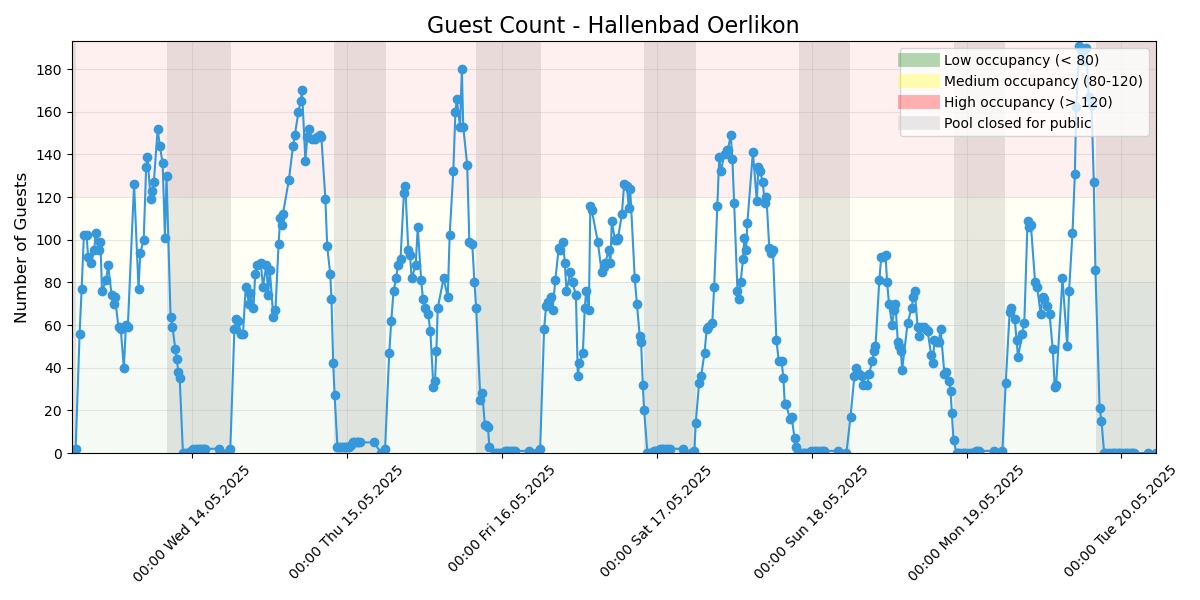 Guest Count - Hallenbad Oerlikon
Low occupancy (< 80)
Medium occupancy (80-120)
High occupancy (> 120)
Pool closed for public
Number of Guests
180
160
140
120
100
80
60
40
20
0
00:00 Wed 14.05.2025
00:00 Thu 15.05.2025
00:00 Fri 16.05.2025
00:00 Sat 17.05.2025
00:00 Sun 18.05.2025
00:00 Mon 19.05.2025
00:00 Tue 20.05.2025